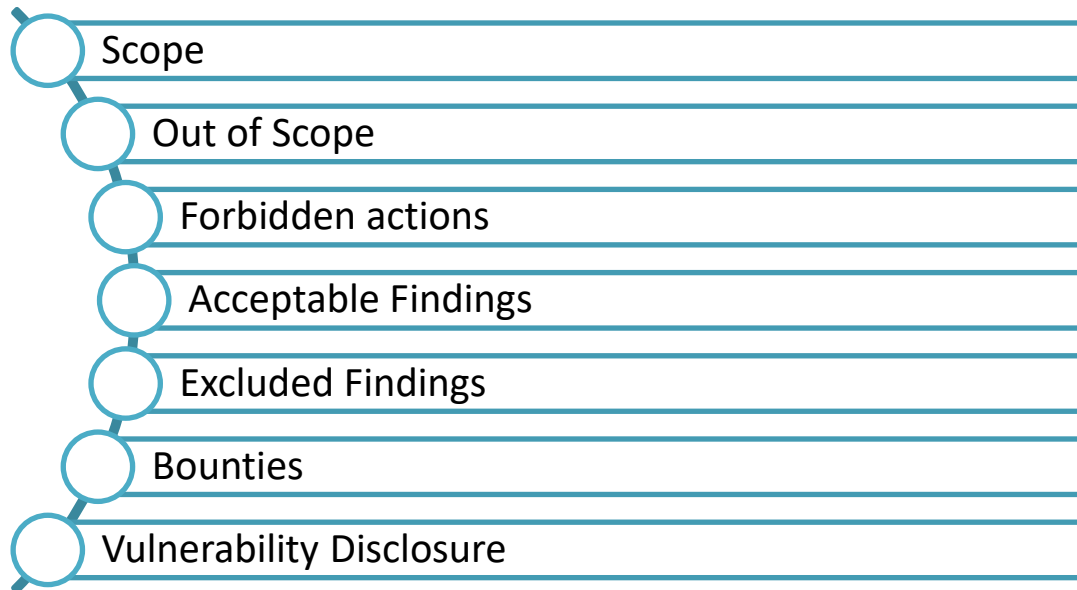 Scope
Out of Scope
Forbidden actions
Acceptable Findings
Excluded Findings
Bounties
Vulnerability Disclosure